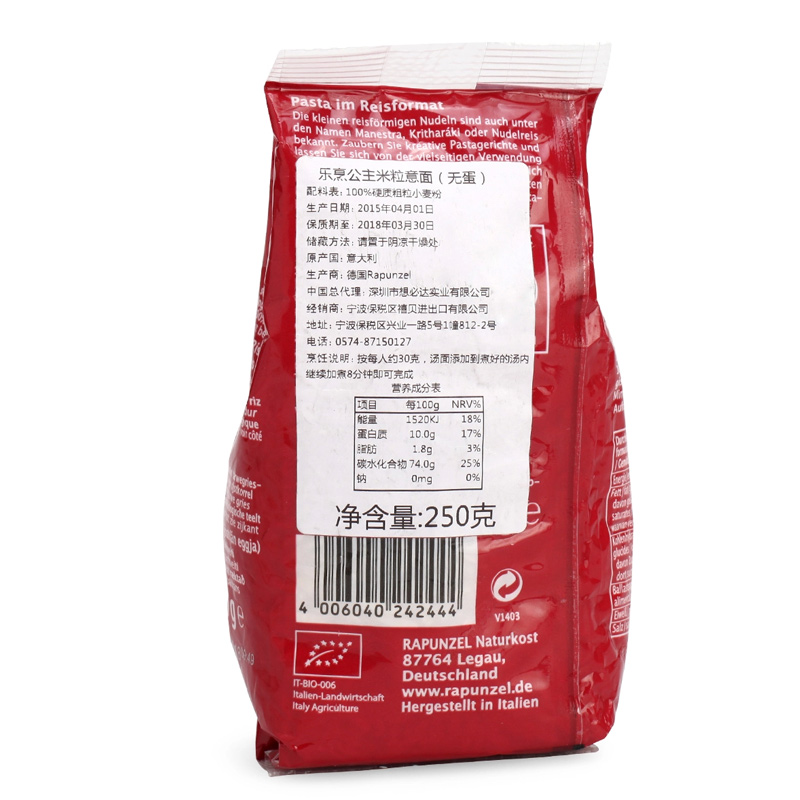 Pasta im Reisformat
Die kleinen reisförmigen Nudeln sind auch unter
den Namen Manestra, Kritharáki oder Nudelreis
bekannt. Zaubern Sie kreative Pastagerichte und
lassen Sie sich von der vielseitigen Verwendung
乐烹公主米粒意面（无蛋）
配料表：100%硬质粗粒小麦粉
生产日期：2015年04月01日
保质期至：2018年03月30日
储藏方法：请置于阴凉干燥处
原产国：意大利
生产商：德国Rapunzel
中国总代理：深圳市想必达实业有限公司
经销商：宁波保税区禧贝进出口有限公司
地址：宁波保税区兴业一路5号1幢812-2号
电话：0574-87150127
烹饪说明：按每人约30克，汤面添加到煮好的汤内
继续加煮8分钟即可完成
营养成分表
项目 每100g NRV%
能量 1520KJ 18%
蛋白质 10.0g 17%
脂肪 1.8g 3%
碳水化合物 74.0g 25%
钠 0mg 0%
净含量:250克
4 006040 242444
V1403
IT-BIO-006
Italien-Landwirtschaft
Italy Agriculture
RAPUNZEL Naturkost
87764 Legau,
Deutschland
www.rapunzel.de
Hergestellt in Italien